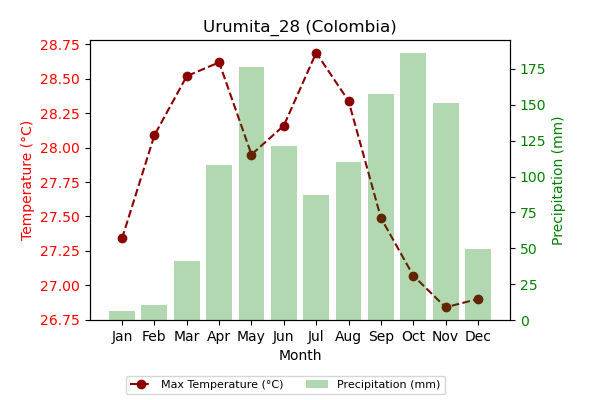 Urumita_28 (Colombia)
28.75
28.50
28.25
28.00
27.75
27.50
27.25
27.00
26.75
Temperature (°C)
175
150
125
100
75
50
25
0
Precipitation (mm)
Jan Feb Mar Apr May Jun Jul Aug Sep Oct Nov Dec
Month
Max Temperature (°C) Precipitation (mm)